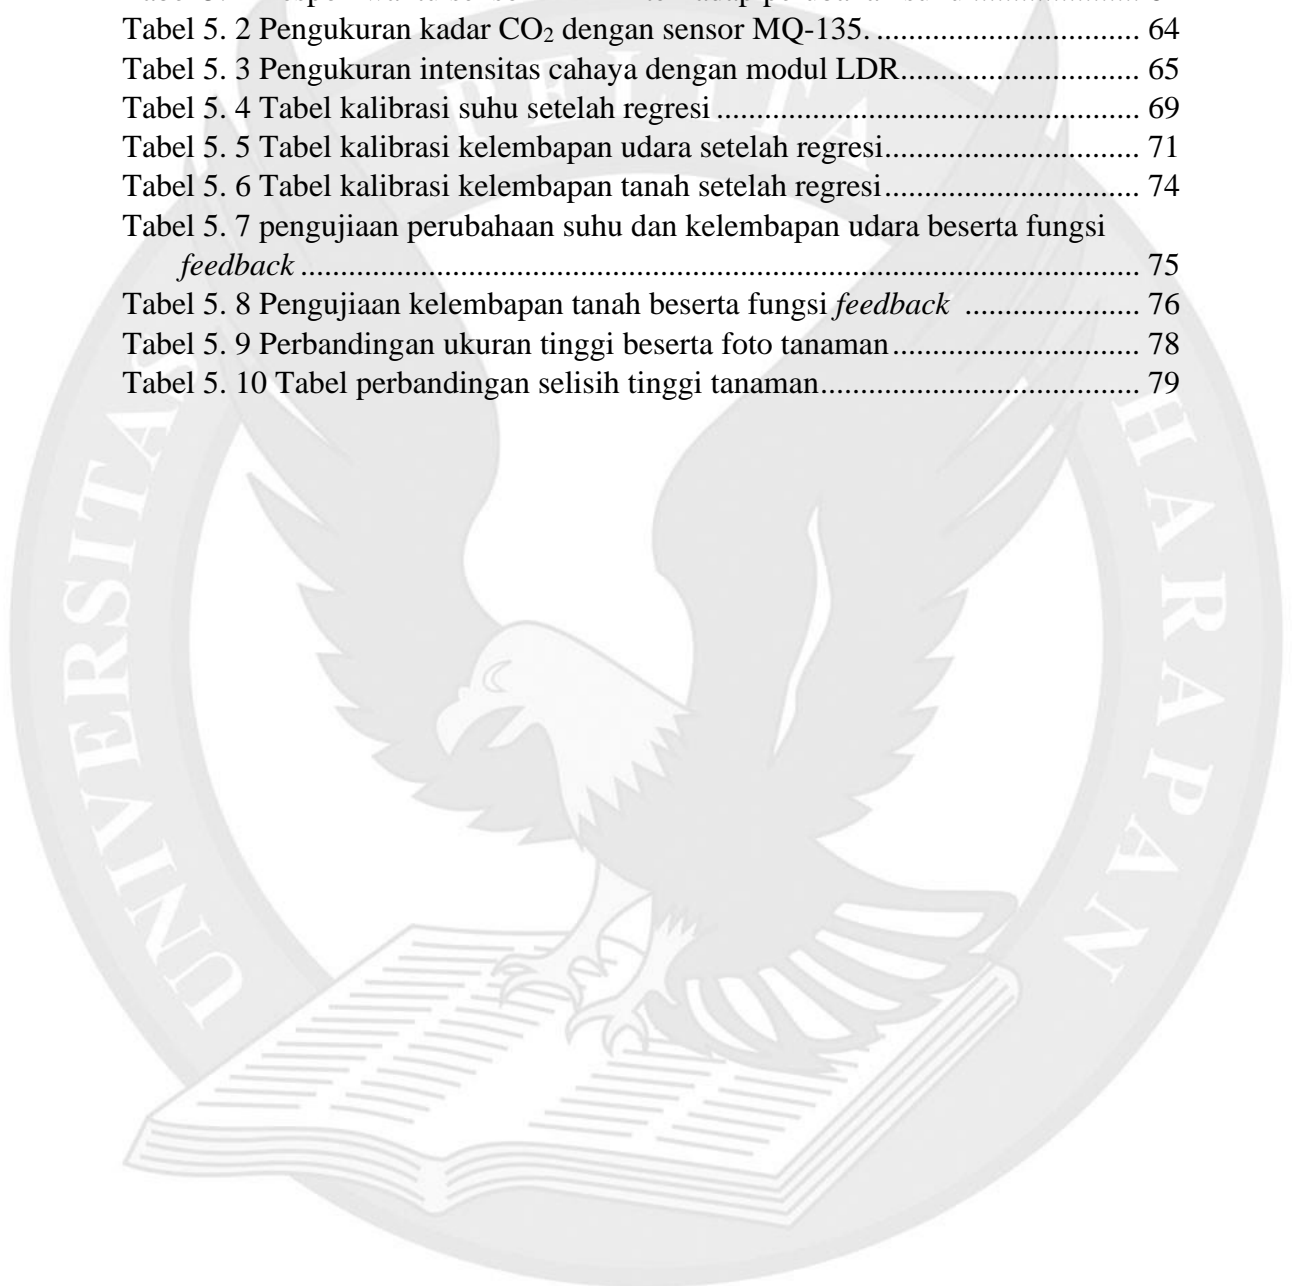 Tabel 5. 2 Pengukuran kadar CO₂ dengan sensor MQ-135. ................................. 64
Tabel 5. 3 Pengukuran intensitas cahaya dengan modul LDR.............................. 65
Tabel 5. 4 Tabel kalibrasi suhu setelah regresi ..................................................... 69
Tabel 5. 5 Tabel kalibrasi kelembapan udara setelah regresi................................ 71
Tabel 5. 6 Tabel kalibrasi kelembapan tanah setelah regresi................................ 74
Tabel 5. 7 pengujiaan perubahaan suhu dan kelembapan udara beserta fungsi
feedback ......................................................................................................... 75
Tabel 5. 8 Pengujiaan kelembapan tanah beserta fungsi feedback ...................... 76
Tabel 5. 9 Perbandingan ukuran tinggi beserta foto tanaman............................... 78
Tabel 5. 10 Tabel perbandingan selisih tinggi tanaman........................................ 79
UNIVERSITAS PELITA HARAPAN